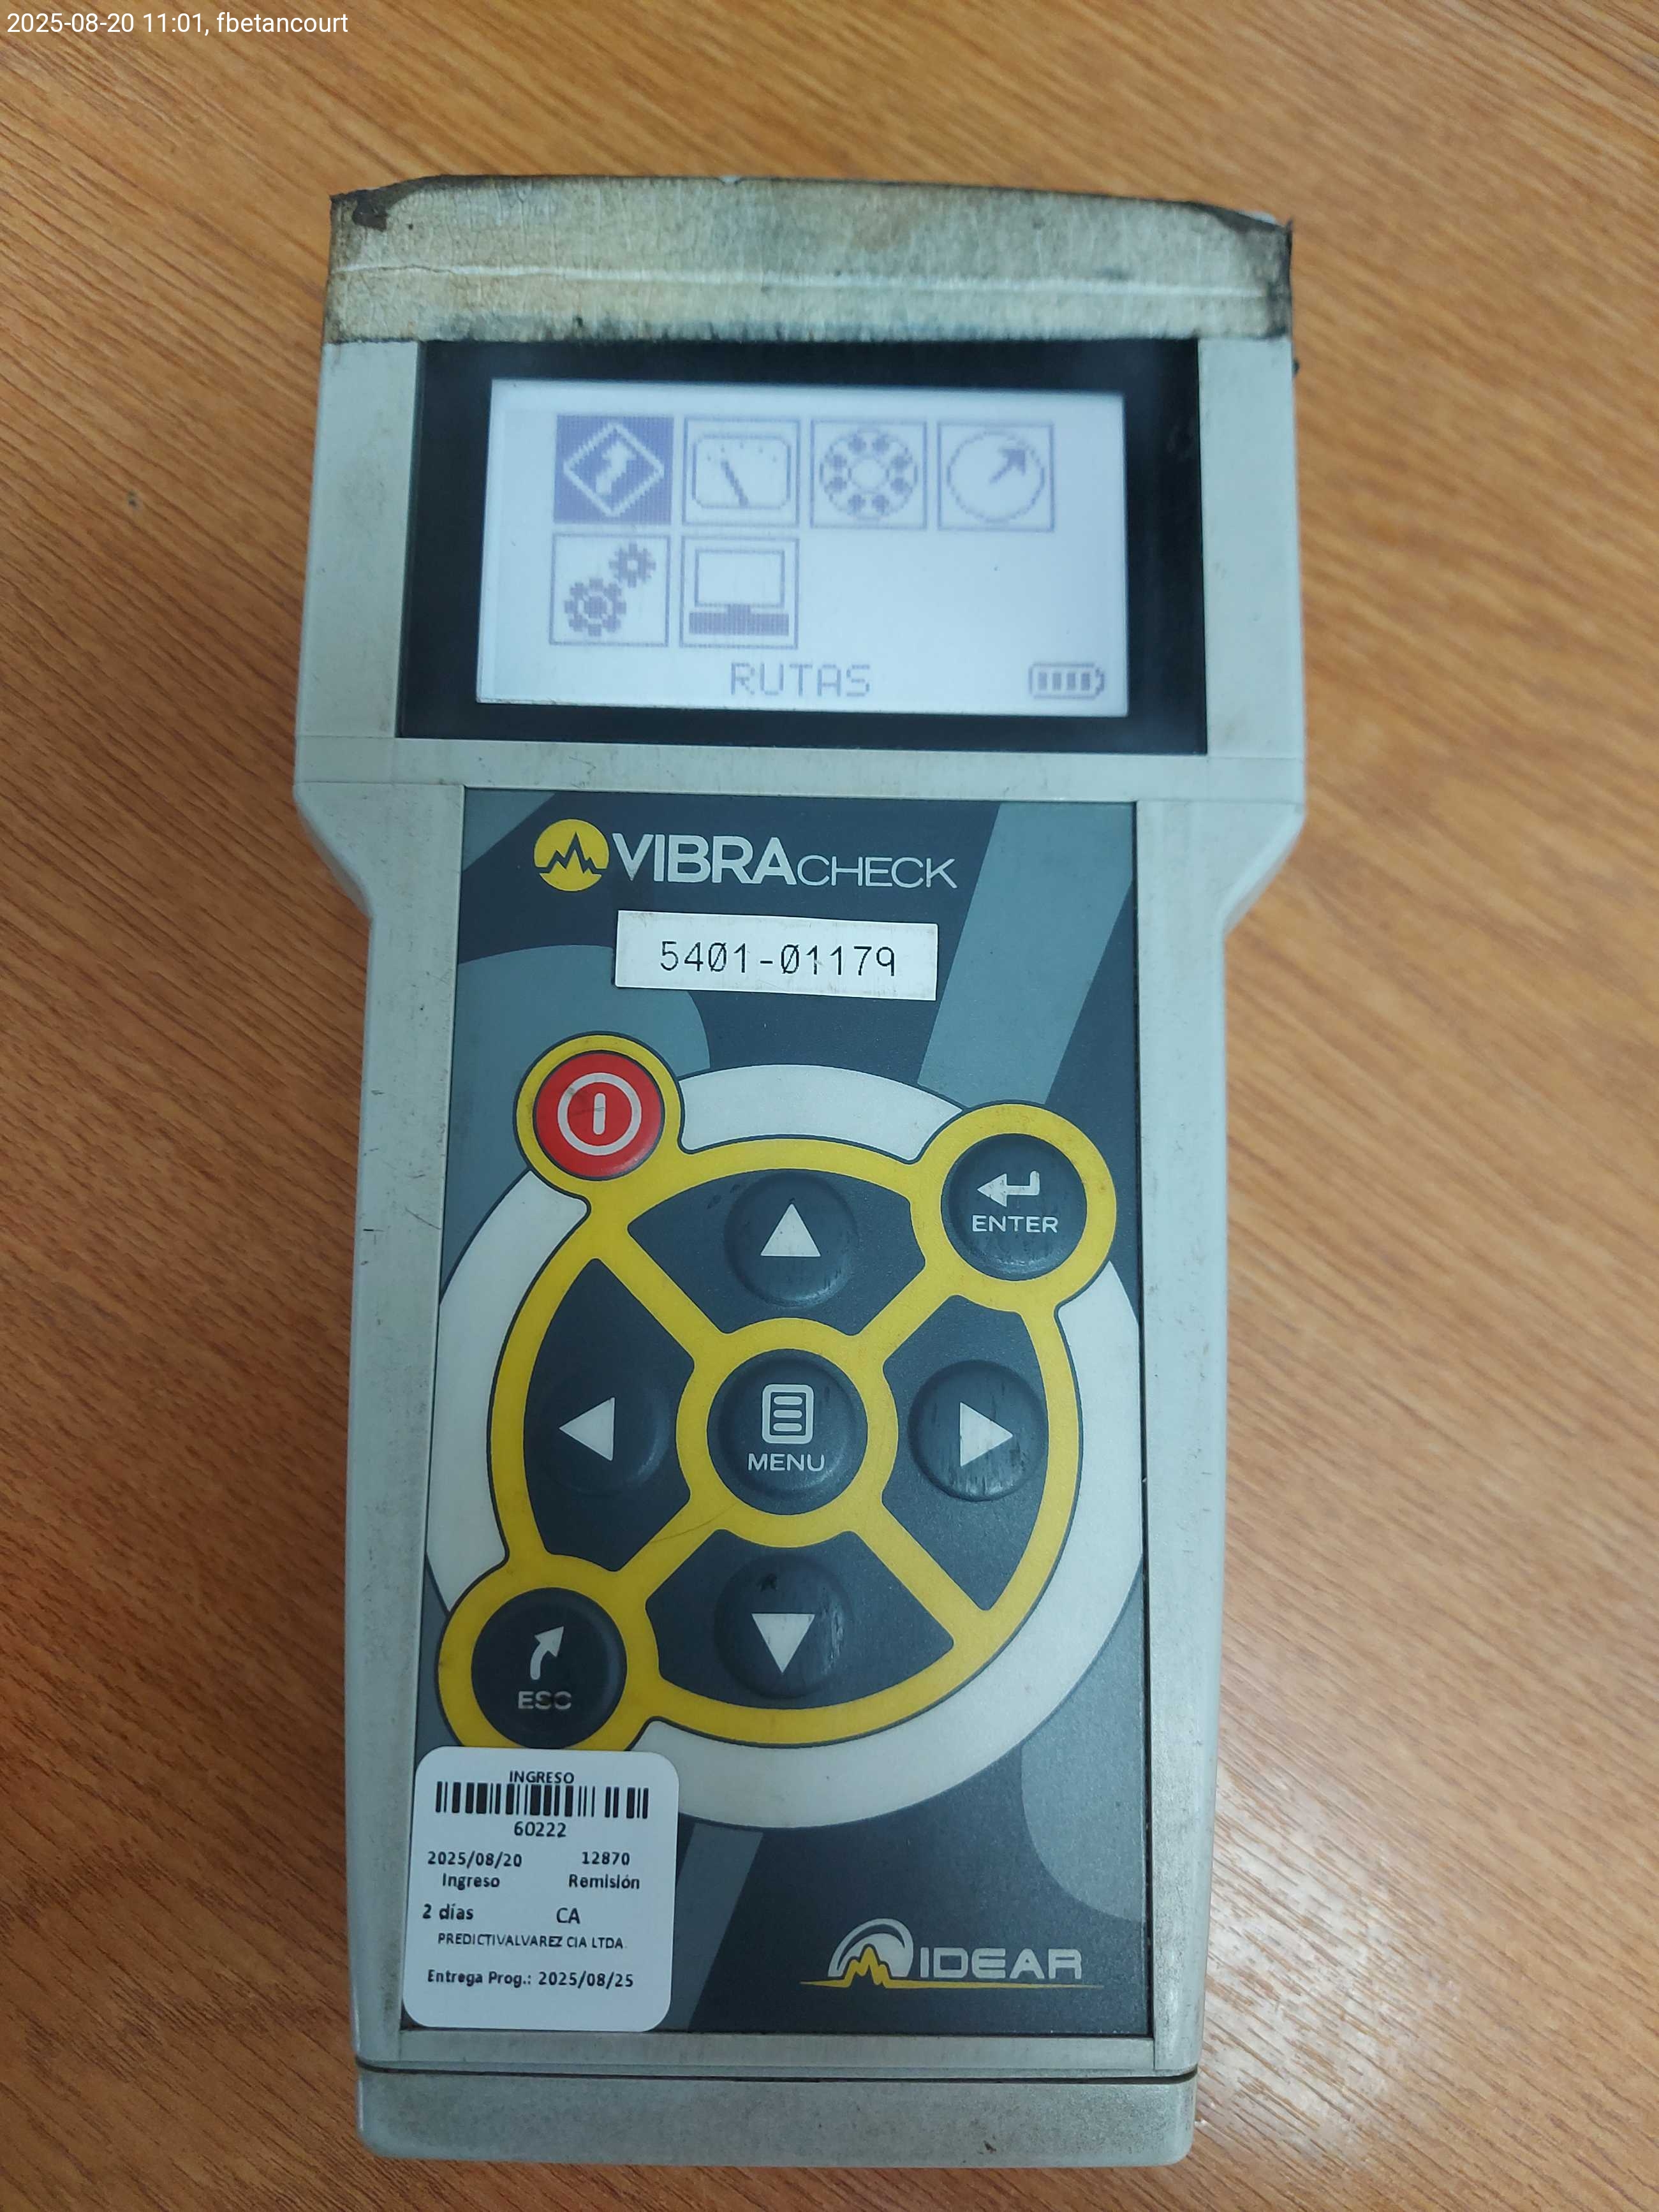 2025-08-20 11:01, fbetancourt
RUTAS
VIBRACHECK
5401-01179
ENTER
MENU
ESC
INGRESO
60222
2025/08/20 12870
Ingreso Remisión
2 días CA
PREDICTIVALVAREZ CIA LTDA.
Entrega Prog.: 2025/08/25
IDEAR